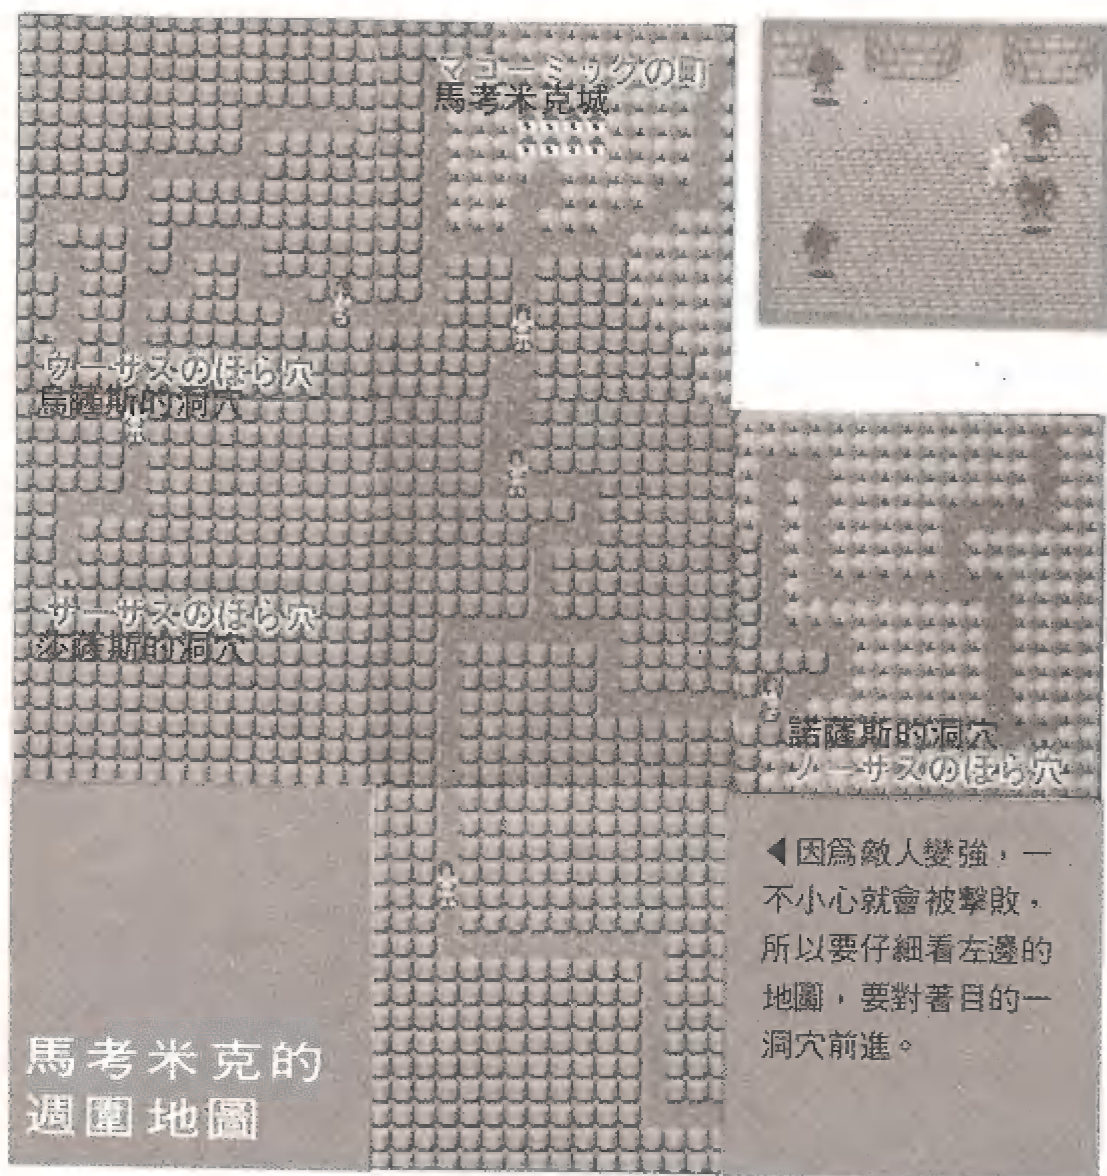 マコーミックの町
馬考米克城
ウーサスのほら穴
烏薩斯的洞穴
サーサスのほら穴
莎薩斯的洞穴
諾薩斯的洞穴
ノーサスのほら穴
◀因爲敵人變強，一
不小心就會被擊敗，
所以要仔細看左邊的
地圖，要對著目的一
洞穴前進。
馬考米克的
週圍地圖